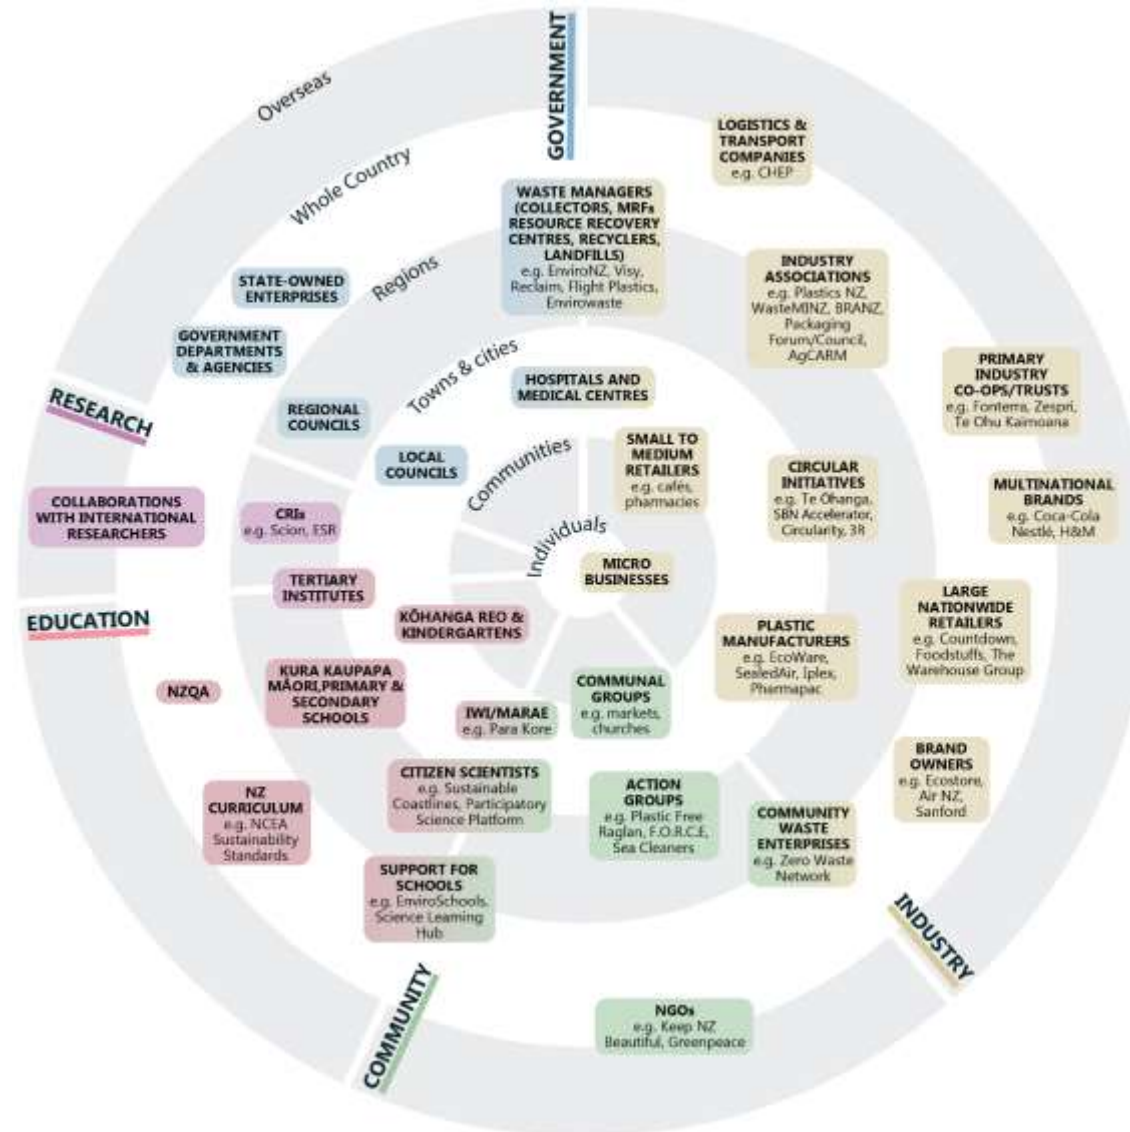 GOVERNMENT
Overseas
Whole Country
Regions
Towns & cities
Communities
Individuals
LOGISTICS &
TRANSPORT
COMPANIES
e.g. CHEP
WASTE MANAGERS
(COLLECTORS, MRFs
RESOURCE RECOVERY
CENTRES, RECYCLERS,
LANDFILLS)
e.g. EnviroNZ, Visy,
Reclaim, Flight Plastics,
Envirowaste
INDUSTRY
ASSOCIATIONS
e.g. Plastics NZ,
WasteMINZ, BRANZ,
Packaging
Forum/Council,
AgCARM
STATE-OWNED
ENTERPRISES
GOVERNMENT
DEPARTMENTS
& AGENCIES
HOSPITALS AND
MEDICAL CENTRES
PRIMARY
INDUSTRY
CO-OPS/TRUSTS
e.g. Fonterra, Zespri,
Te Ohu Kaimoana
RESEARCH
REGIONAL
COUNCILS
LOCAL
COUNCILS
SMALL TO
MEDIUM
RETAILERS
e.g. cafés,
pharmacies
CIRCULAR
INITIATIVES
e.g. Te Ohanga,
SBN Accelerator,
Circularity, 3R
MULTINATIONAL
BRANDS
e.g. Coca-Cola
Nestlé, H&M
COLLABORATIONS
WITH INTERNATIONAL
RESEARCHERS
CRIs
e.g. Scion, ESR
MICRO
BUSINESSES
TERTIARY
INSTITUTES
EDUCATION
KŌHANGA REO &
KINDERGARTENS
PLASTIC
MANUFACTURERS
e.g. EcoWare,
SealedAir, Iplex,
Pharmapac
LARGE
NATIONWIDE
RETAILERS
e.g. Countdown,
Foodstuffs, The
Warehouse Group
NZQA
KURA KAUPAPA
MĀORI,PRIMARY &
SECONDARY
SCHOOLS
IWI/MARAE
e.g. Para Kore
COMMUNAL
GROUPS
e.g. markets,
churches
BRAND
OWNERS
e.g. Ecostore,
Air NZ,
Sanford
NZ
CURRICULUM
e.g. NCEA
Sustainability
Standards
CITIZEN SCIENTISTS
e.g. Sustainable
Coastlines, Participatory
Science Platform
ACTION
GROUPS
e.g. Plastic Free
Raglan, F.O.R.C.E,
Sea Cleaners
COMMUNITY
WASTE
ENTERPRISES
e.g. Zero Waste
Network
SUPPORT FOR
SCHOOLS
e.g. EnviroSchools.
Science Learning
Hub
INDUSTRY
COMMUNITY
NGOs
e.g. Keep NZ
Beautiful, Greenpeace